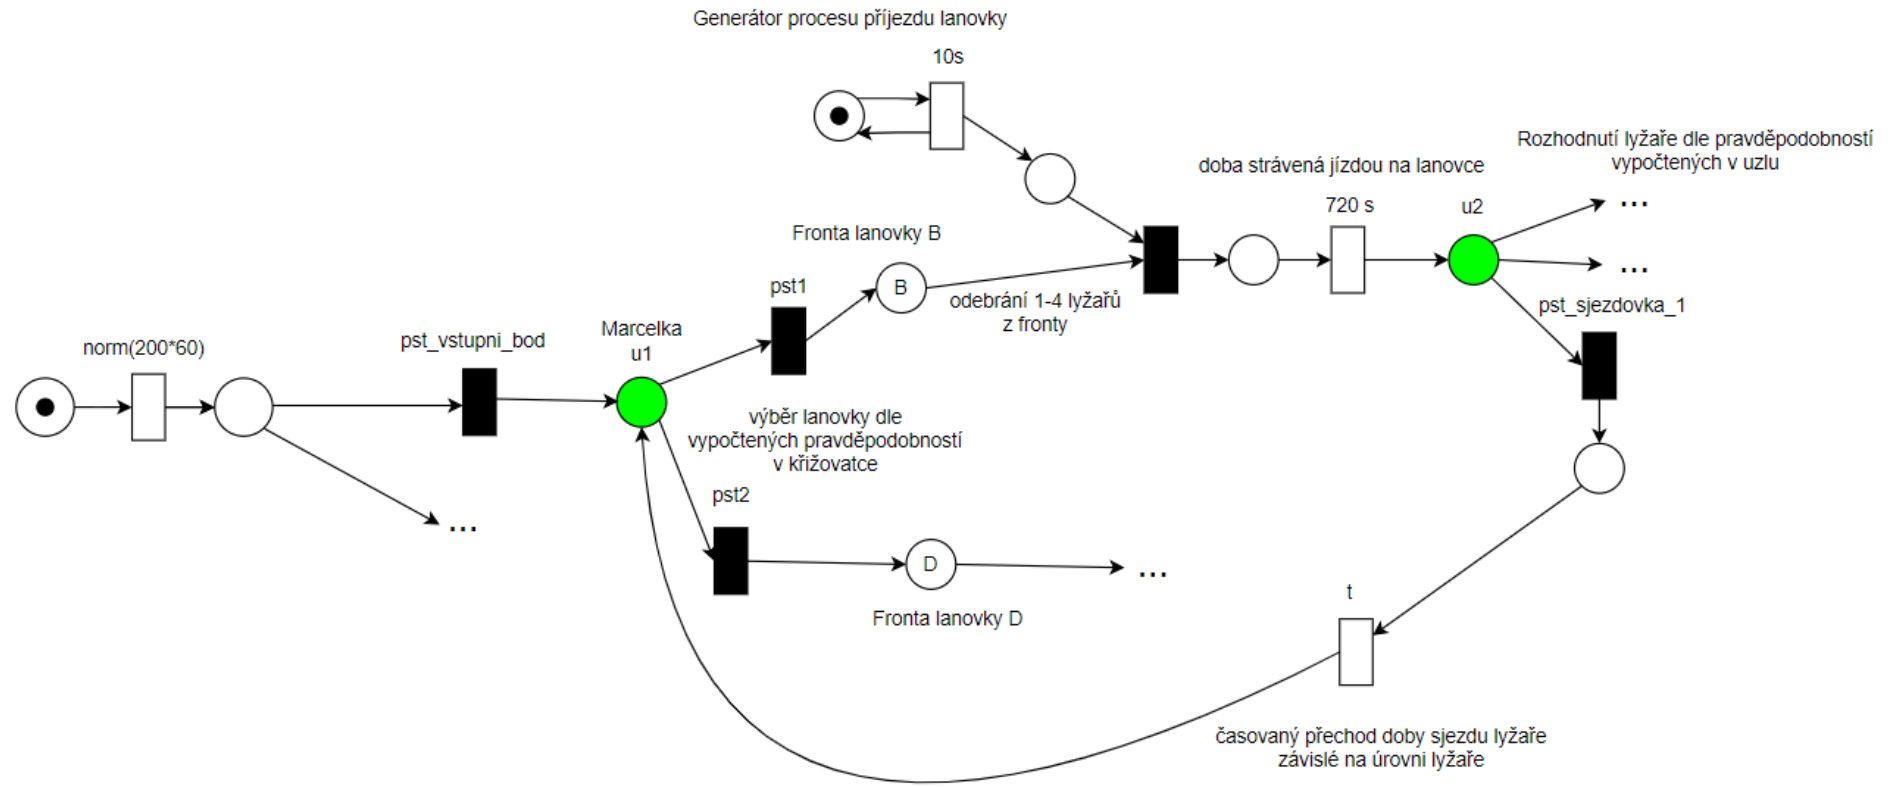 Generátor procesu příjezdu lanovky
10s
Rozhodnutí lyžaře dle pravděpodobností
vypočtených v uzlu
doba strávená jízdou na lanovce
720 s
u2
...
...
Fronta lanovky B
B
pst1
odebrání 1-4 lyžařů
z fronty
pst_sjezdovka_1
Marcelka
u1
pst_vstupni_bod
norm(200*60)
výběr lanovky dle
vypočtených pravděpodobností
v křižovatce
pst2
...
D
...
Fronta lanovky D
t
časovaný přechod doby sjezdu lyžaře
závislé na úrovni lyžaře